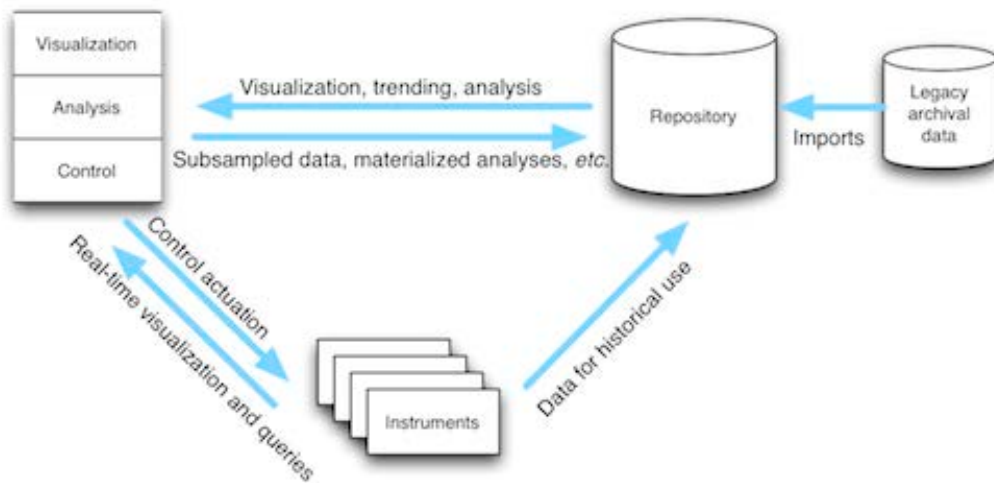 Visualization
Analysis
Control
Visualization, trending, analysis
Subsampled data, materialized analyses, etc.
Repository
Imports
Legacy
archival
data
Control actuation
Real-time visualization and queries
Data for historical use
Instruments